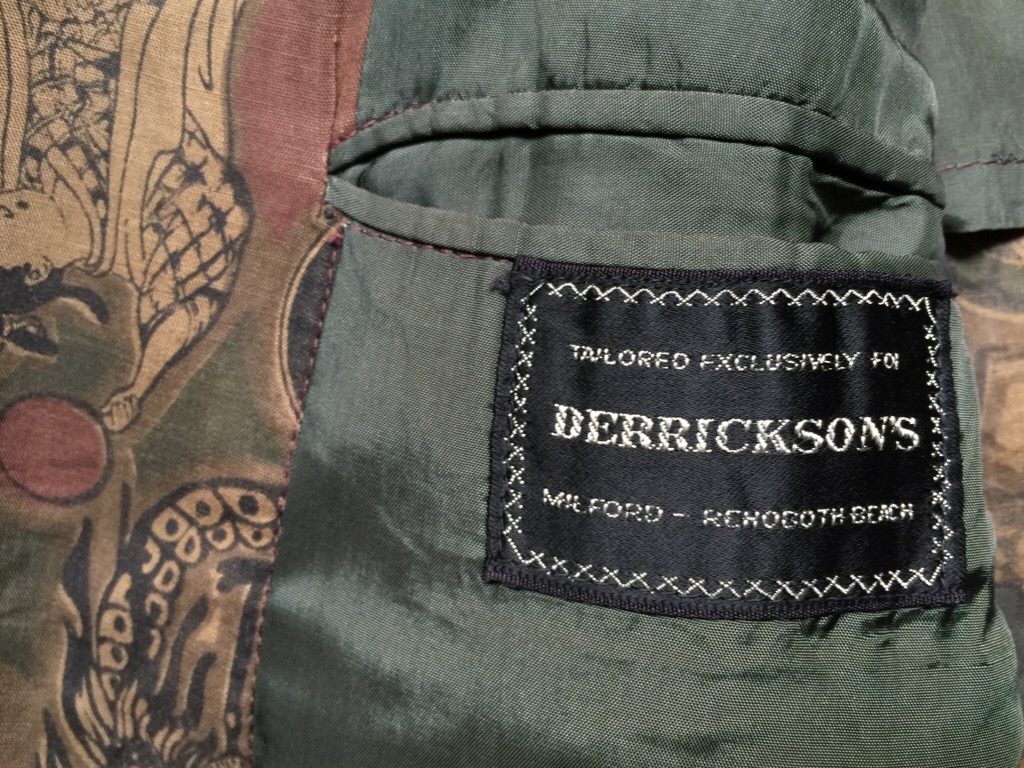 TAILORED EXCLUSIVELY FOR
DERRICKSON'S
MILFORD - REHOBOTH BEACH